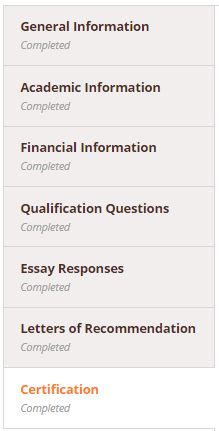 General Information
Completed
Academic Information
Completed
Financial Information
Completed
Qualification Questions
Completed
Essay Responses
Completed
Letters of Recommendation
Completed
Certification
Completed